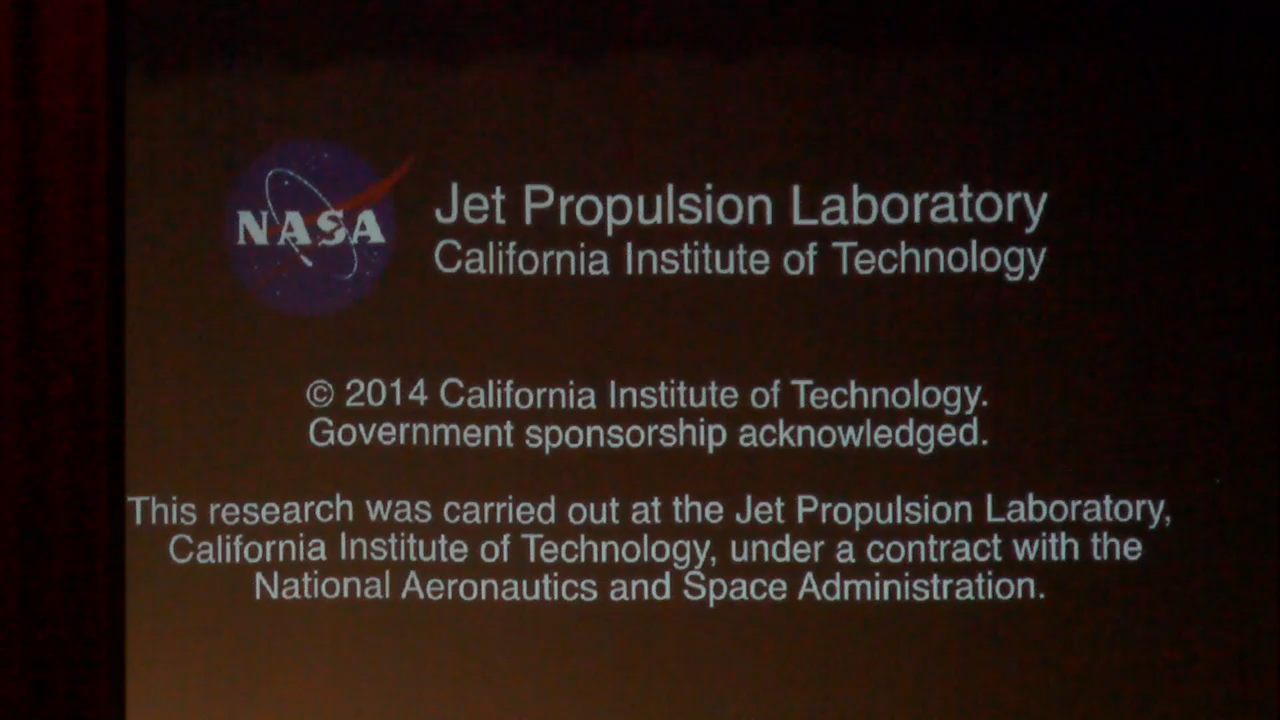 NASA
Jet Propulsion Laboratory
California Institute of Technology
© 2014 California Institute of Technology.
Government sponsorship acknowledged.
This research was carried out at the Jet Propulsion Laboratory,
California Institute of Technology, under a contract with the
National Aeronautics and Space Administration.